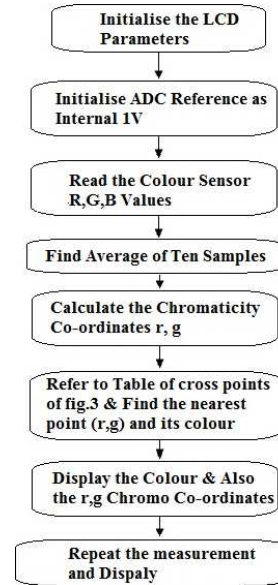 Initialise the LCD
Parameters
Initialise ADC Reference as
Internal 1V
Read the Colour Sensor
R,G,B Values
Find Average of Ten Samples
Calculate the Chromaticity
Co-ordinates r, g
Refer to Table of cross points
of fig.3 & Find the nearest
point (r,g) and its colour
Display the Colour & Also
the r,g Chromo Co-ordinates
Repeat the measurement
and Dispaly